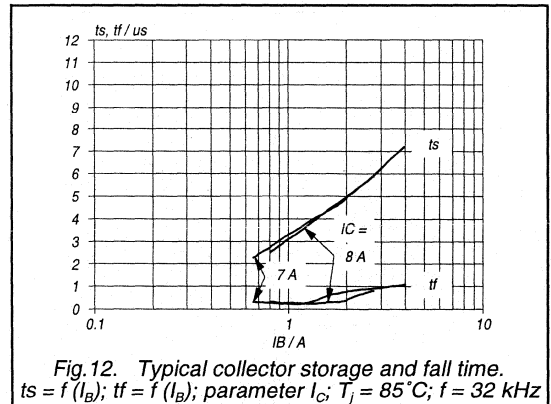 ts, tf / us
12
11
10
9
8
7
6
5
4
3
2
1
0
ts
IC =
8 A
7 A
tf
0.1 1 10
IB / A
Fig.12. Typical collector storage and fall time.
ts = f (IB); tf = f (IB); parameter IC; Tj = 85˚C; f = 32 kHz